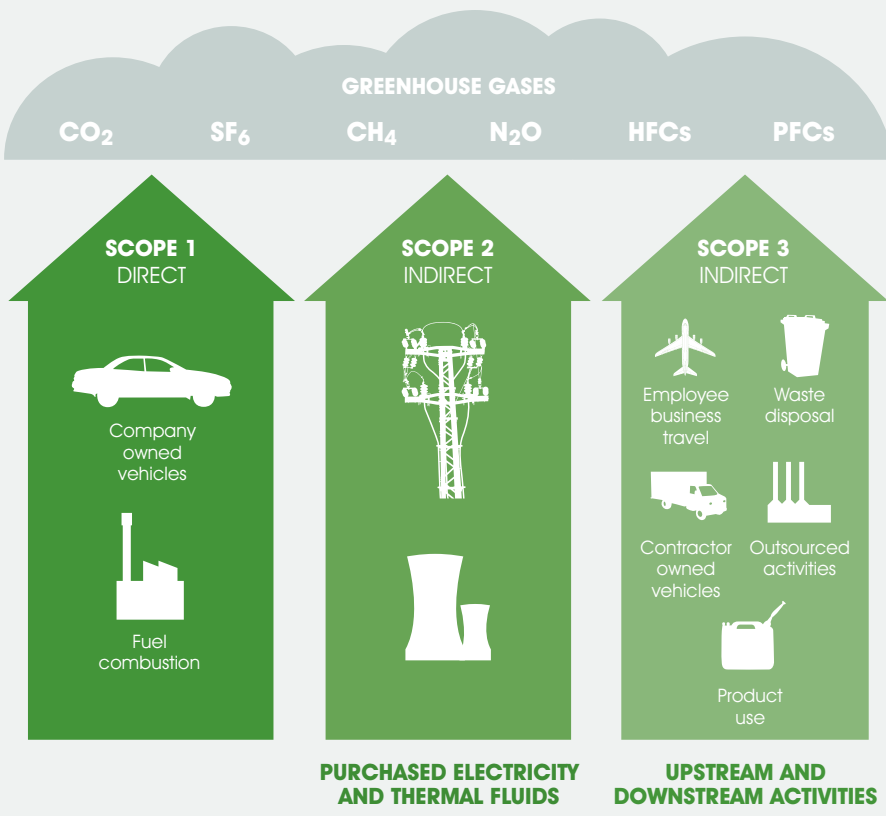 GREENHOUSE GASES
CO₂ SF₆ CH₄ N₂O HFCs PFCs
SCOPE 1
DIRECT
Company
owned
vehicles
Fuel
combustion
SCOPE 2
INDIRECT
PURCHASED ELECTRICITY
AND THERMAL FLUIDS
SCOPE 3
INDIRECT
Employee
business
travel
Waste
disposal
Contractor
owned
vehicles
Outsourced
activities
Product
use
UPSTREAM AND
DOWNSTREAM ACTIVITIES